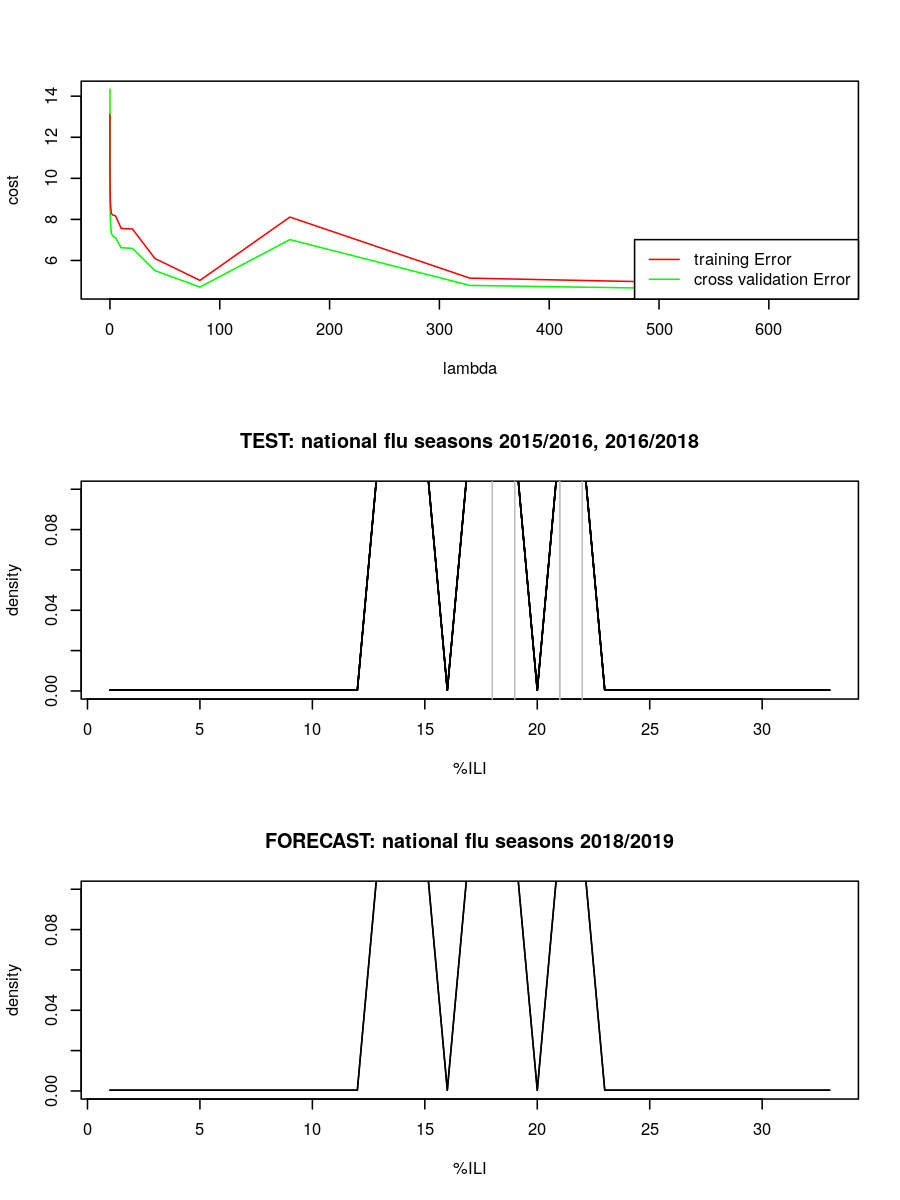 cost
14
12
10
8
6
training Error
cross validation Error
0 100 200 300 400 500 600
lambda
TEST: national flu seasons 2015/2016, 2016/2018
density
0.08
0.04
0.00
0 5 10 15 20 25 30
%ILI
FORECAST: national flu seasons 2018/2019
density
0.08
0.04
0.00
0 5 10 15 20 25 30
%ILI